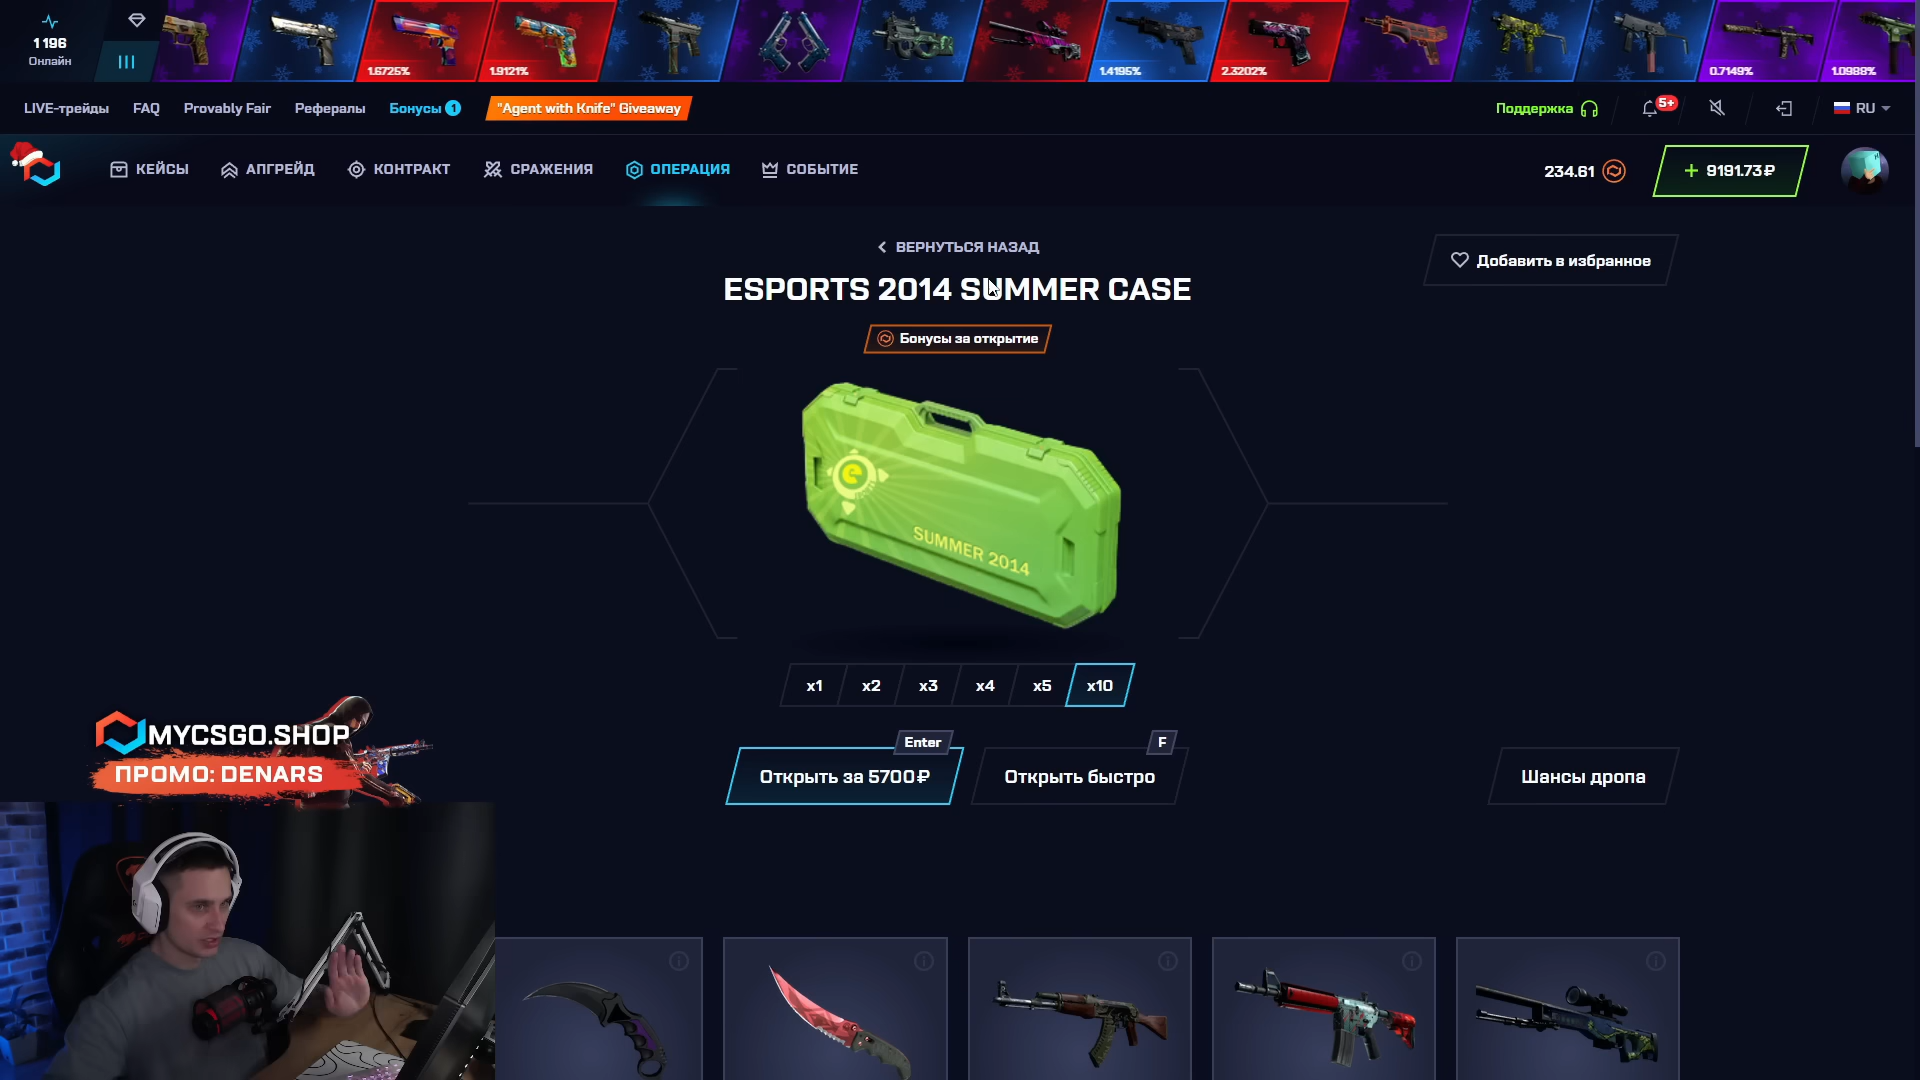 1 196
Онлайн
1.6725%
1.9121%
1.4195%
2.3202%
0.7149%
1.0988%
LIVE-трейды
FAQ
Provably Fair
Рефералы
Бонусы 1
"Agent with Knife" Giveaway
Поддержка
5+
RU
КЕЙСЫ
АПГРЕЙД
КОНТРАКТ
СРАЖЕНИЯ
ОПЕРАЦИЯ
СОБЫТИЕ
234.61
+ 9191.73₽
ВЕРНУТЬСЯ НАЗАД
Добавить в избранное
ESPORTS 2014 SUMMER CASE
Бонусы за открытие
e
SUMMER 2014
x1
x2
x3
x4
x5
x10
MYCSGO.SHOP
ПРОМО: DENARS
Enter
F
Открыть за 5700₽
Открыть быстро
Шансы дропа